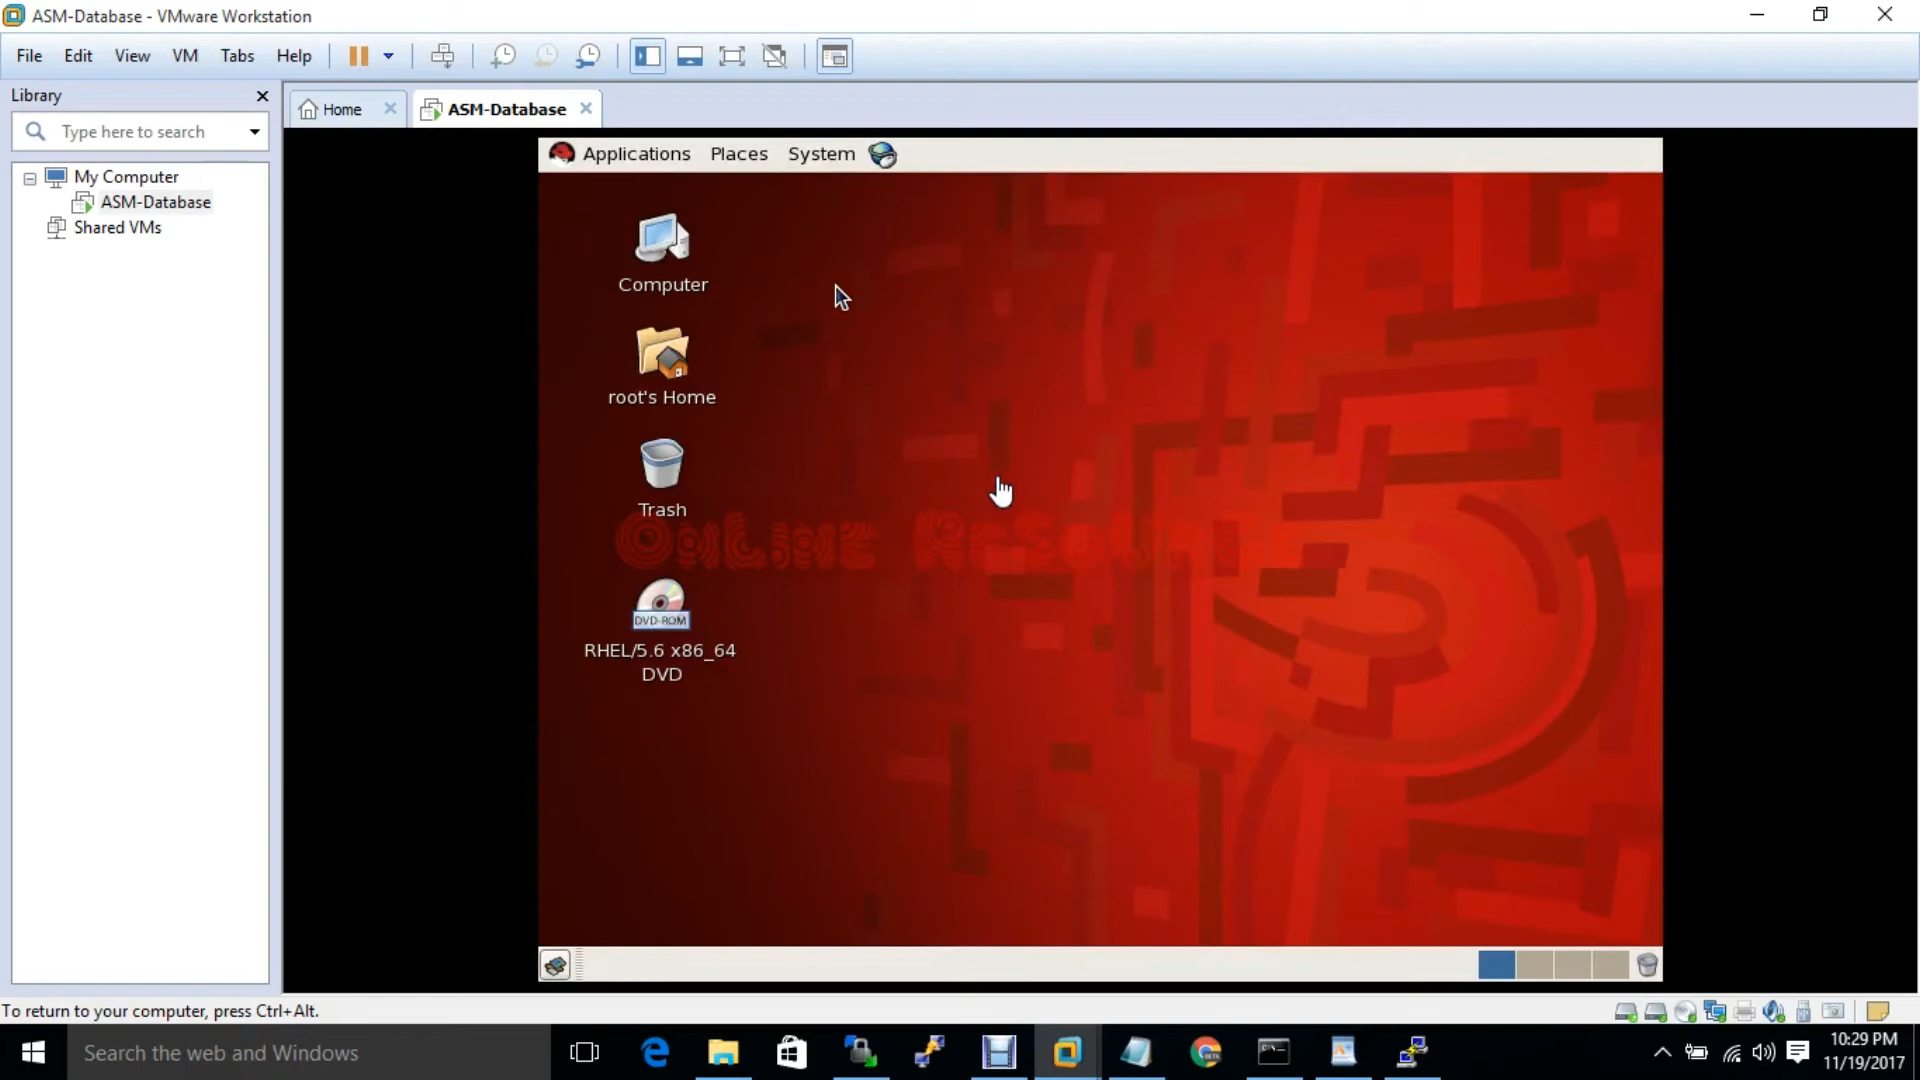 ASM-Database - VMware Workstation
File Edit View VM Tabs Help
Library
Home
ASM-Database
Type here to search
My Computer
ASM-Database
Shared VMs
Applications Places System
Computer
root's Home
Trash
OnLine ReSoU
DVD-ROM
RHEL/5.6 x86_64
DVD
To return to your computer, press Ctrl+Alt.
Search the web and Windows
10:29 PM
11/19/2017